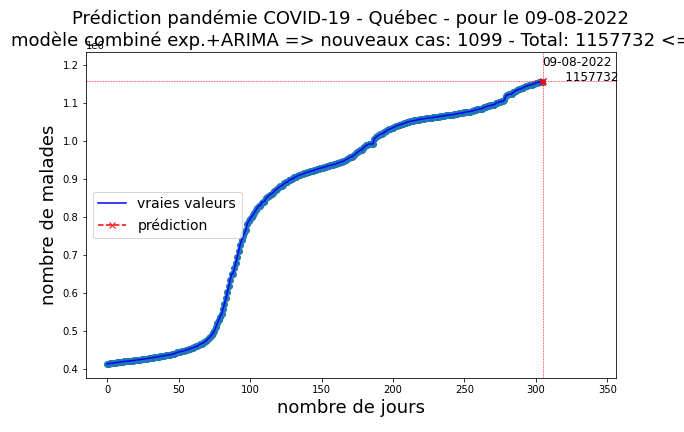 Prédiction pandémie COVID-19 - Québec - pour le 09-08-2022
modèle combiné exp.+ARIMA => nouveaux cas: 1099 - Total: 1157732 <=
1e6
09-08-2022
1157732
1.2
1.1
1.0
0.9
0.8
0.7
0.6
0.5
0.4
nombre de malades
vraies valeurs
prédiction
0 50 100 150 200 250 300 350
nombre de jours